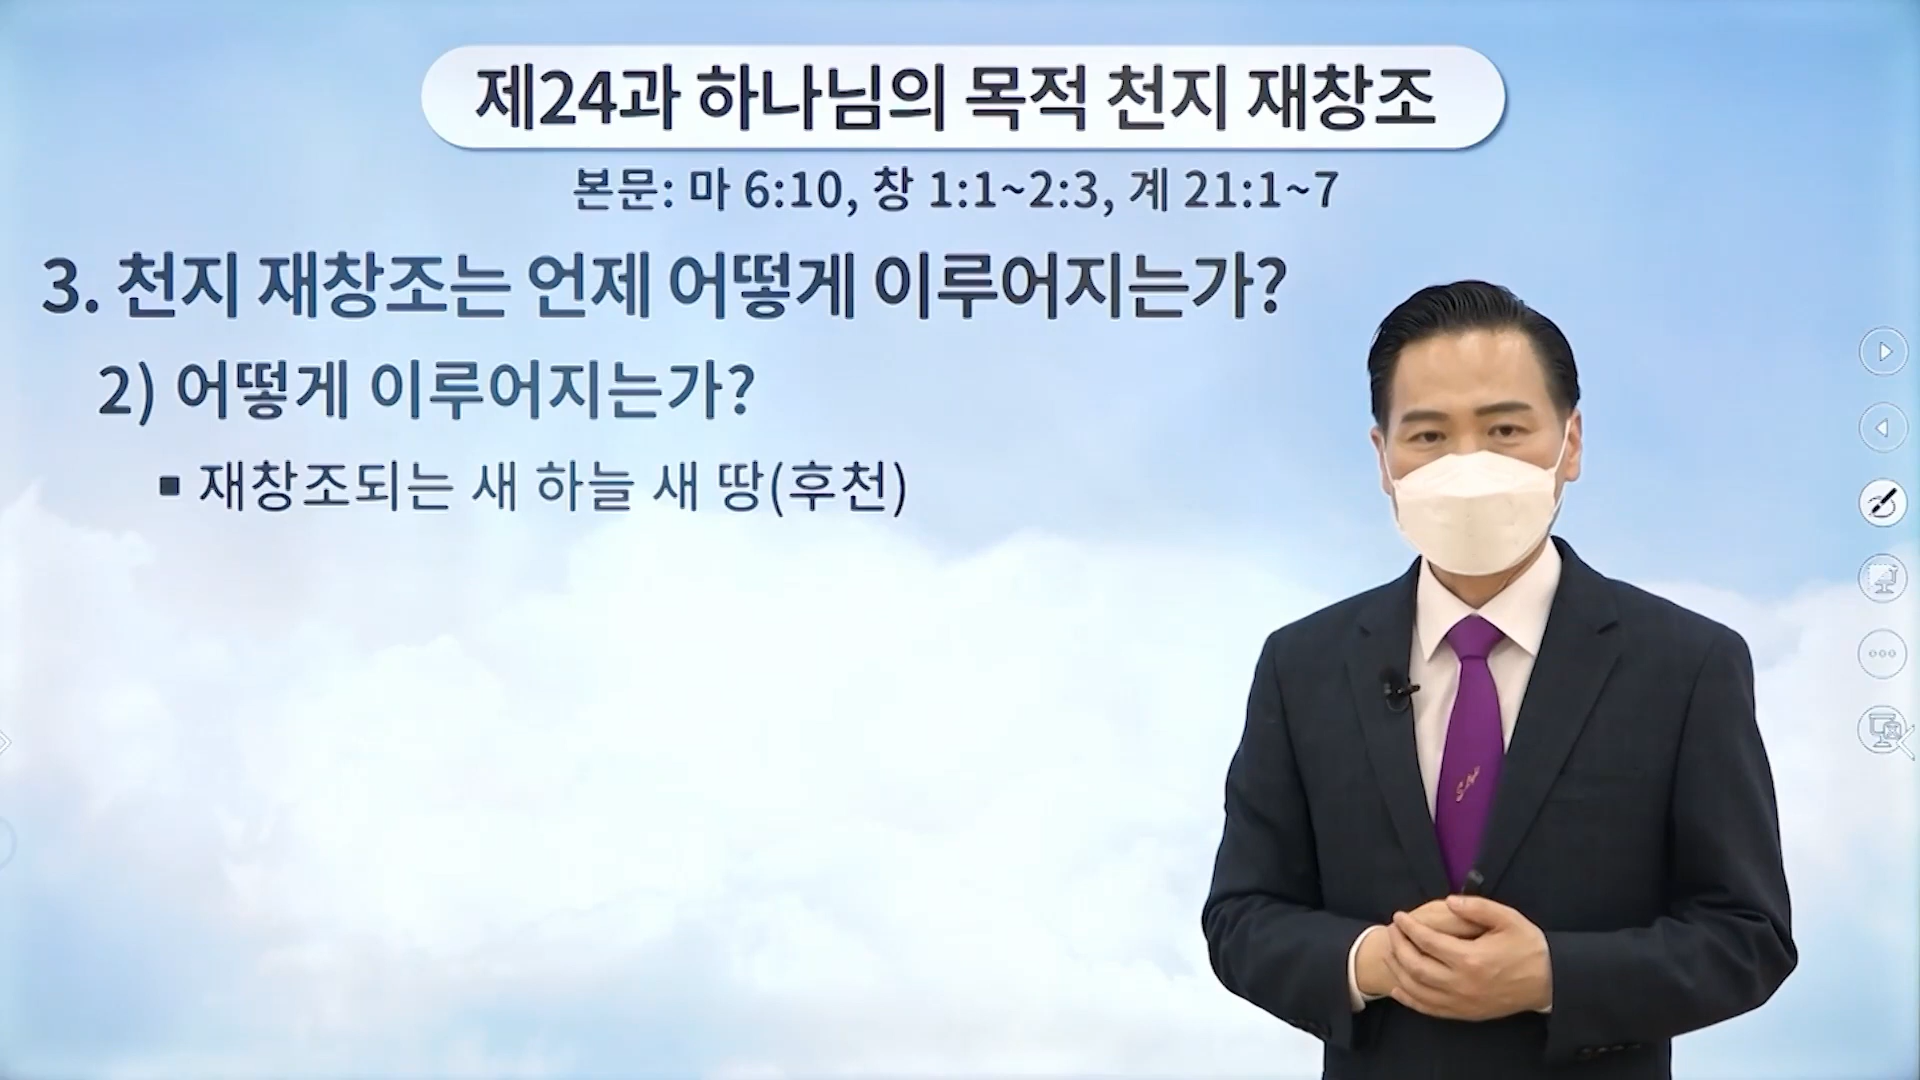 제24과 하나님의 목적 천지 재창조
본문: 마 6:10, 창 1:1~2:3, 계 21:1~7
3. 천지 재창조는 언제 어떻게 이루어지는가?
2) 어떻게 이루어지는가?
▪ 재창조되는 새 하늘 새 땅(후천)